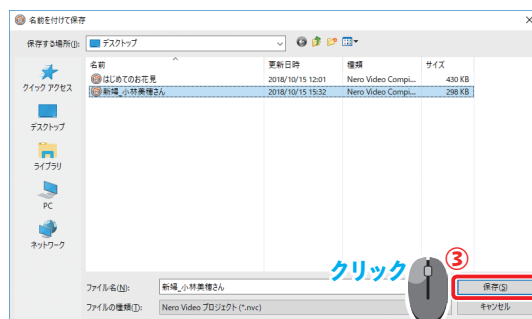 名前を付けて保存
保存する場所(I):
デスクトップ
名前
更新日時
種類
サイズ
はじめてのお花見
2018/10/15 12:01
Nero Video Compi...
430 KB
新婦_小林美穂さん
2018/10/15 15:32
Nero Video Compi...
298 KB
クイック アクセス
デスクトップ
ライブラリ
PC
ネットワーク
クリック
③
ファイル名(N):
新婦_小林美穂さん
保存(S)
ファイルの種類(T):
Nero Video プロジェクト (*.nvc)
キャンセル